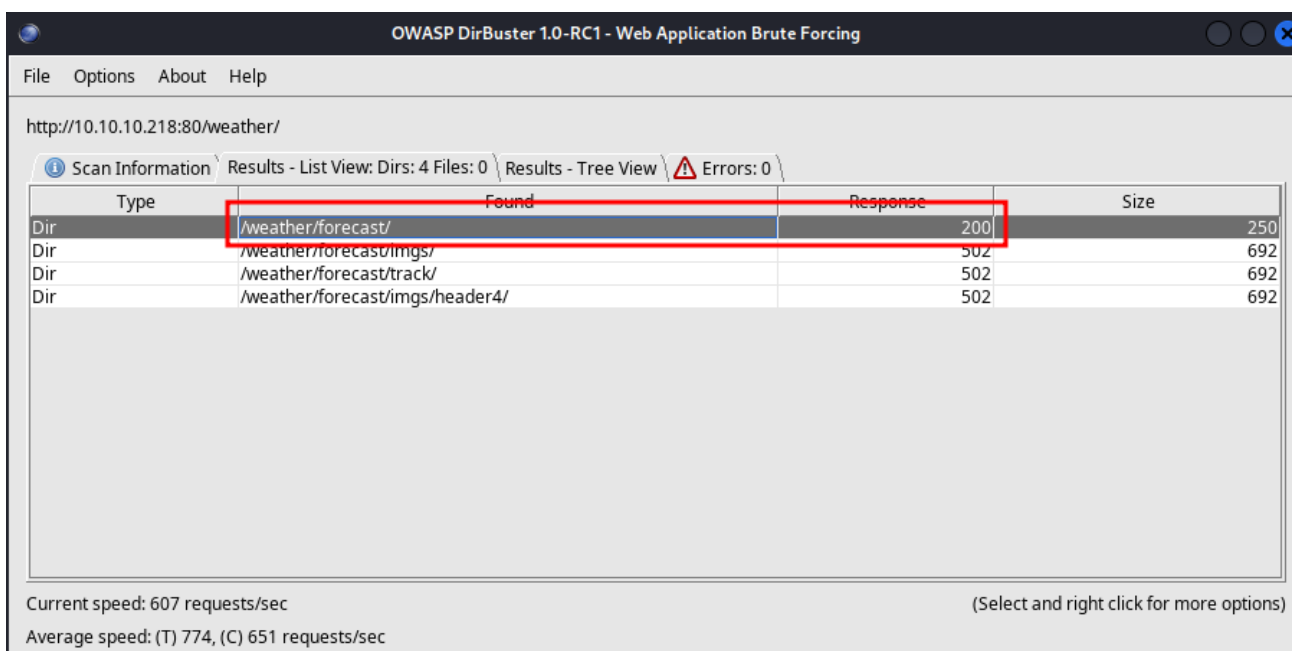 OWASP DirBuster 1.0-RC1 - Web Application Brute Forcing
File Options About Help
http://10.10.10.218:80/weather/
Scan Information Results - List View: Dirs: 4 Files: 0 Results - Tree View Errors: 0
Type Found Response Size
Dir /weather/forecast/ 200 250
Dir /weather/forecast/imgs/ 502 692
Dir /weather/forecast/track/ 502 692
Dir /weather/forecast/imgs/header4/ 502 692
Current speed: 607 requests/sec (Select and right click for more options)
Average speed: (T) 774, (C) 651 requests/sec